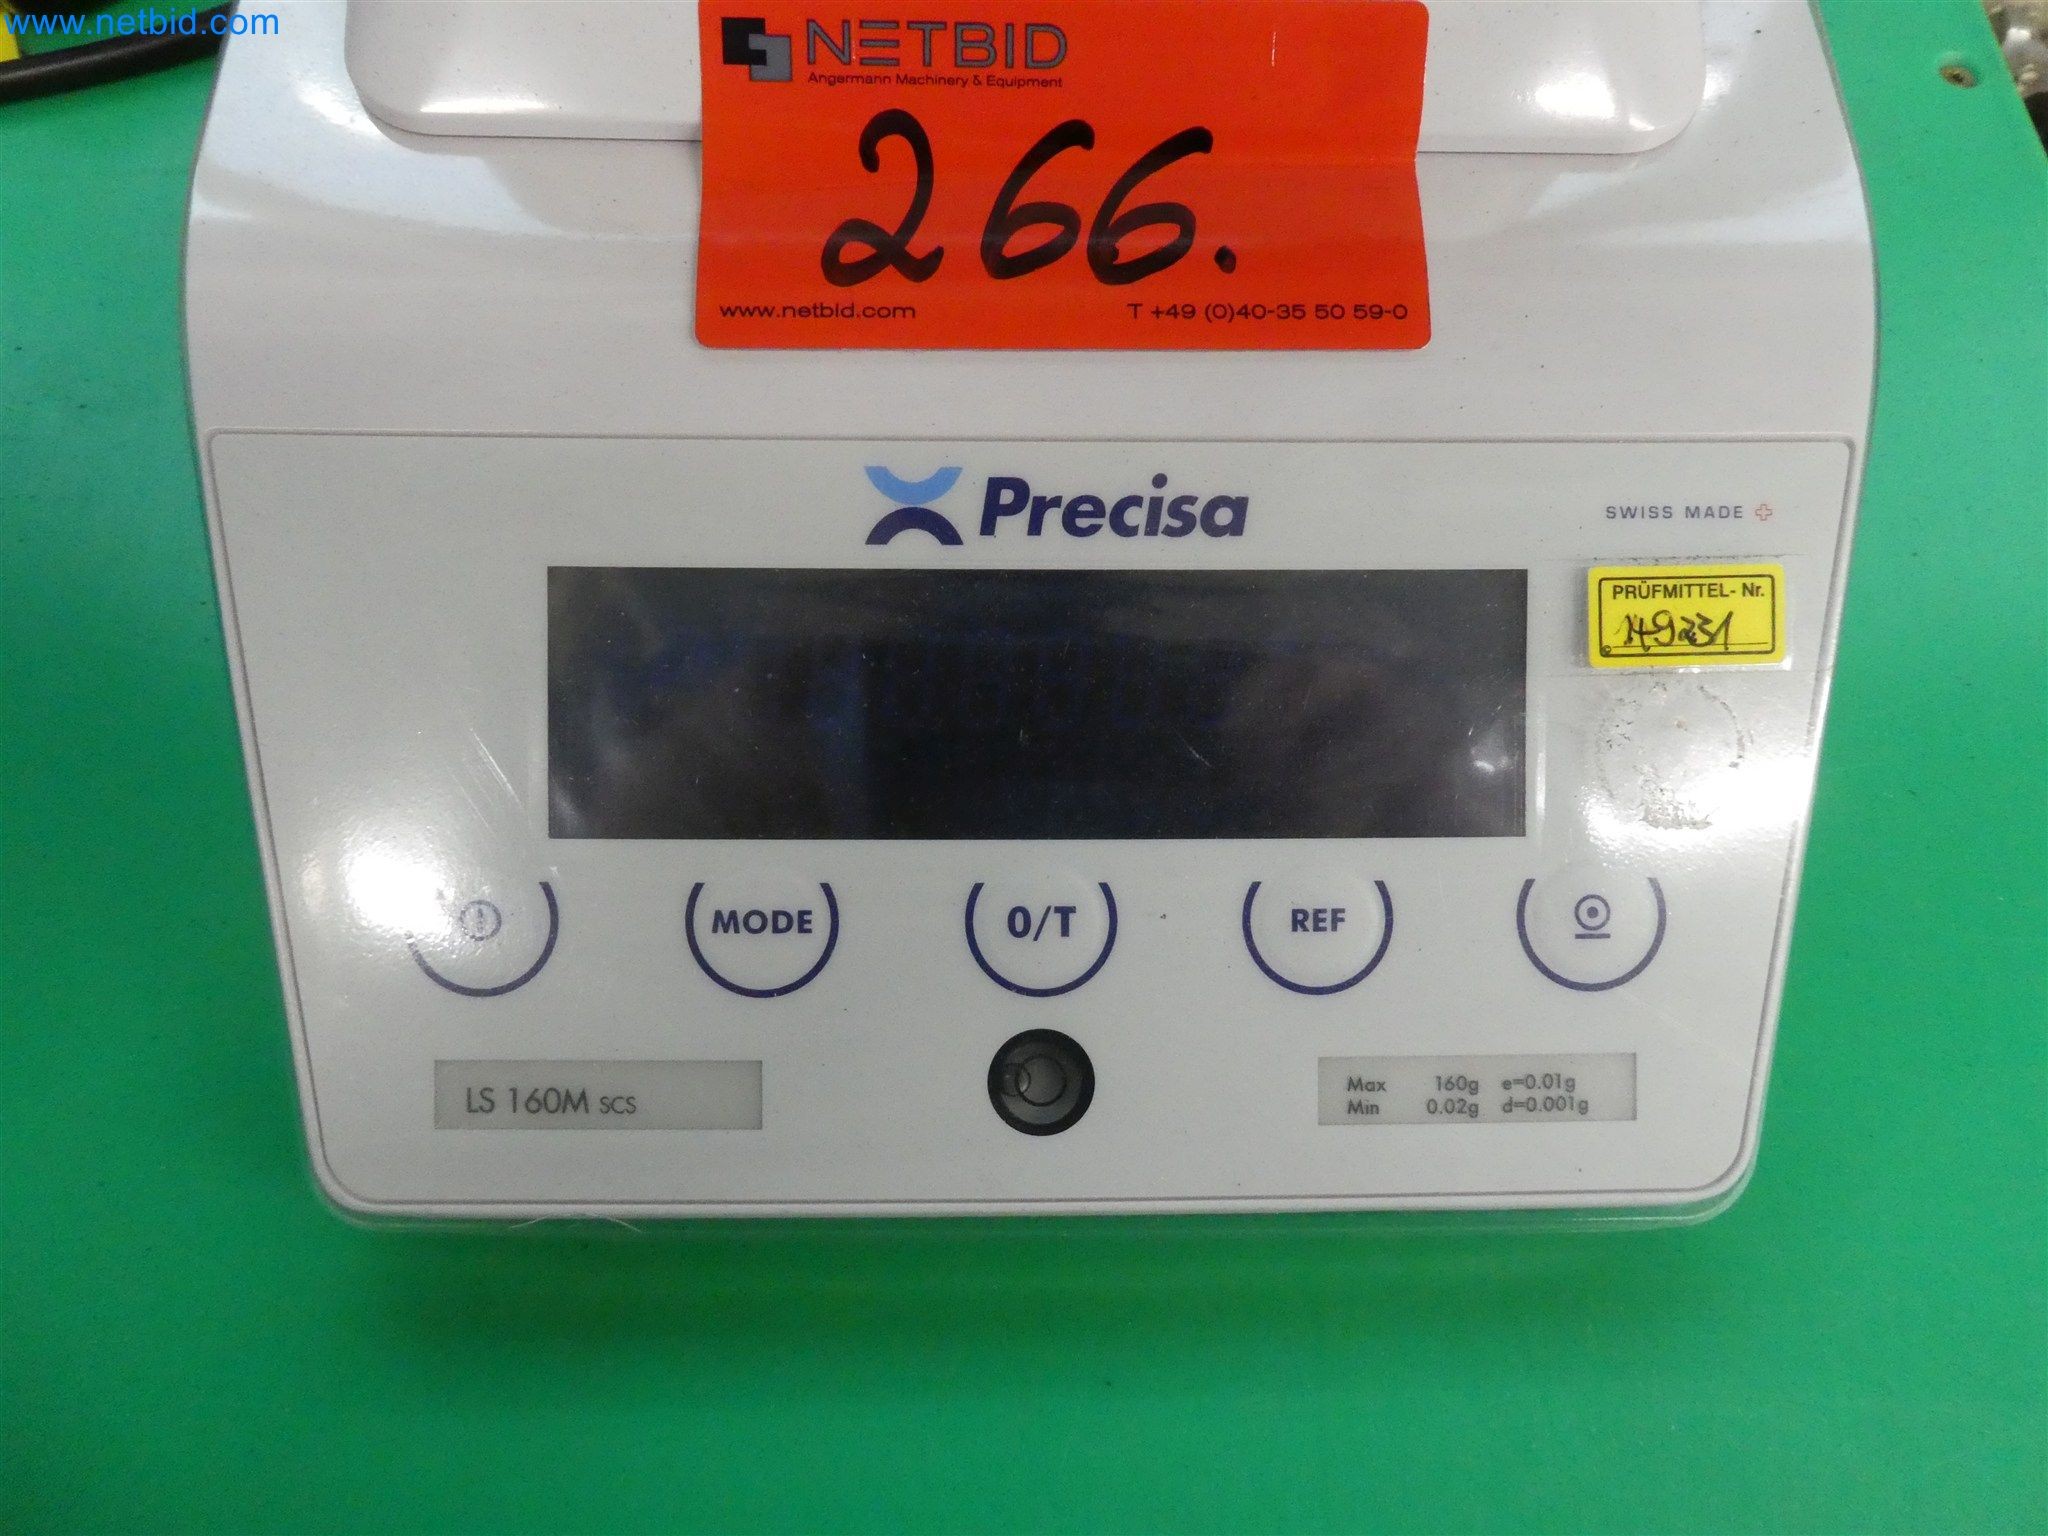 www.netbid.com
NETBID
Angermann Machinery & Equipment
266.
www.netbid.com T +49 (0)40-35 50 59-0
Precisa
SWISS MADE
PRÜFMITTEL- Nr.
MODE 0/T REF
LS 160M SCS
Max 160g e=0.01g
Min 0.02g d=0.001g